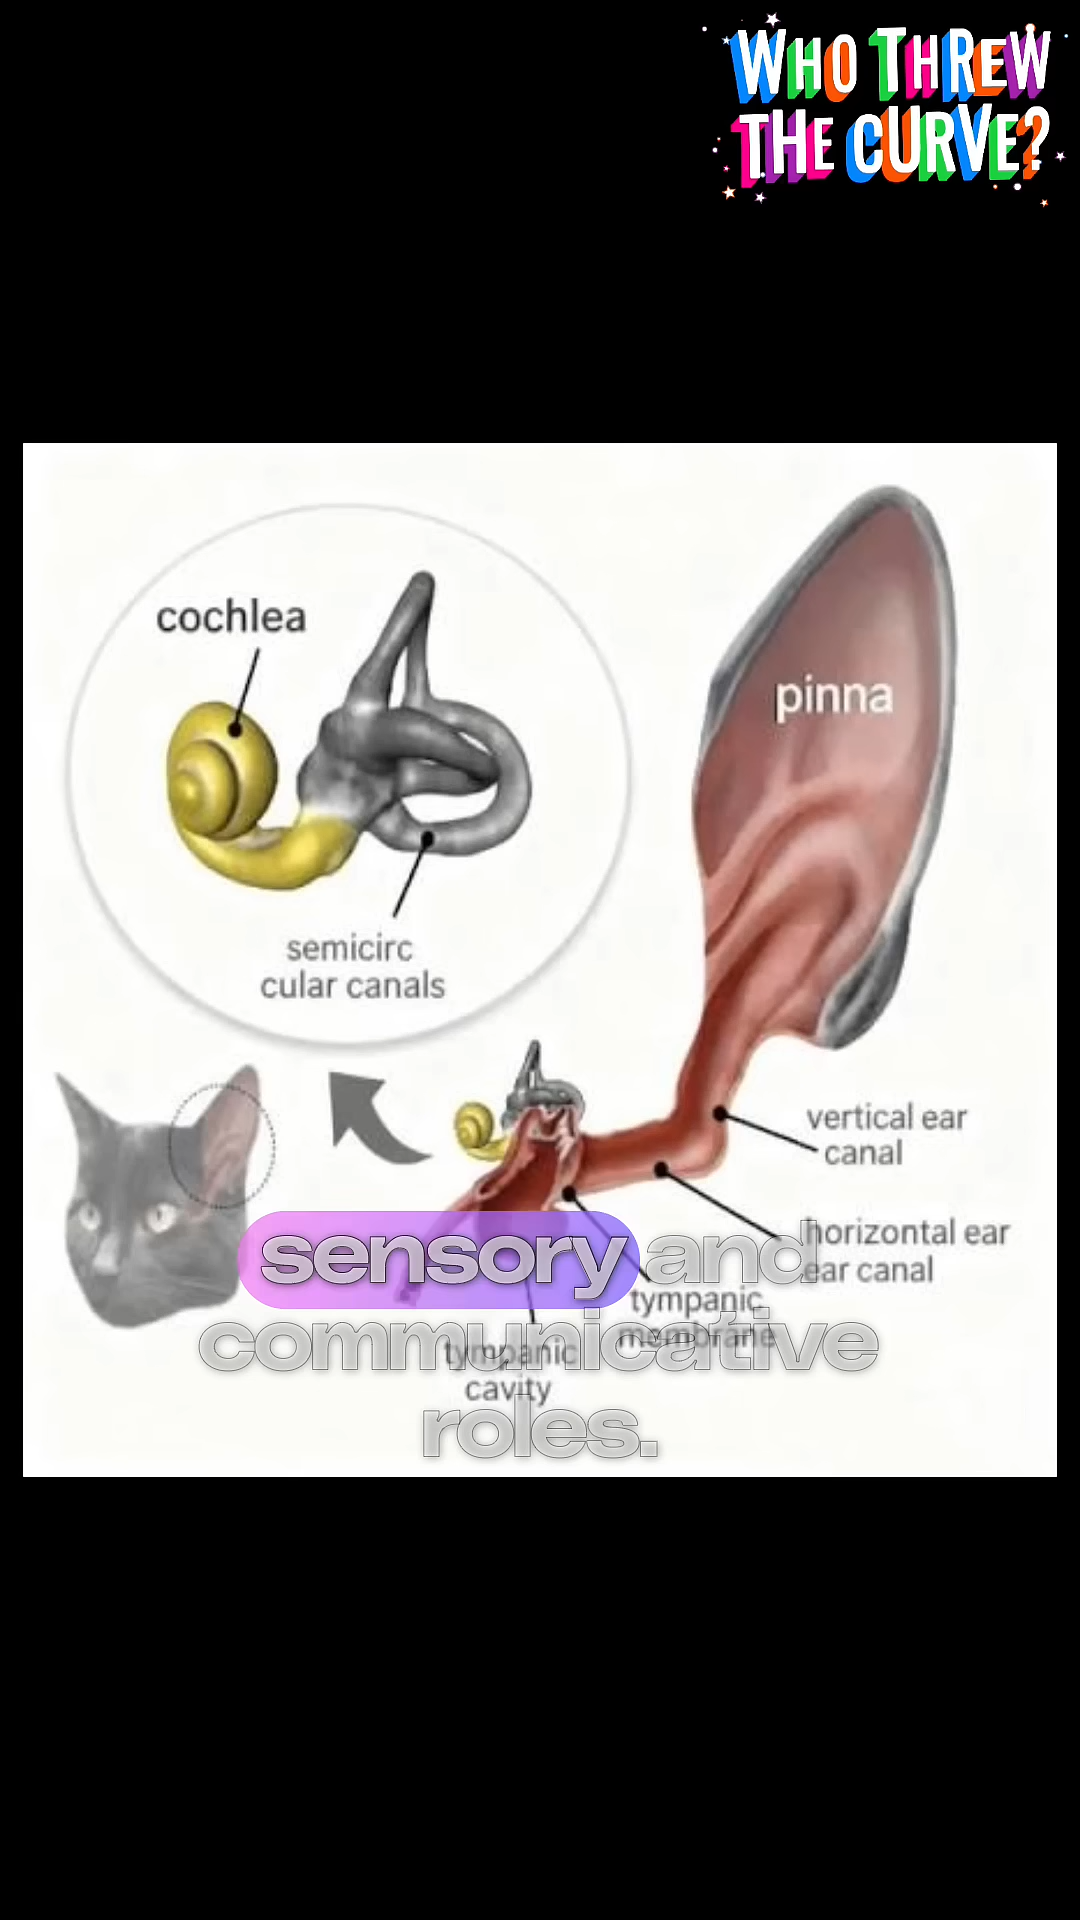 WHO THREW
THE CURVE?
cochlea
pinna
semicirc
cular canals
vertical ear
canal
horizontal ear
ear canal
sensory and
tympanic
membrane
communicative
tympanic
cavity
roles.